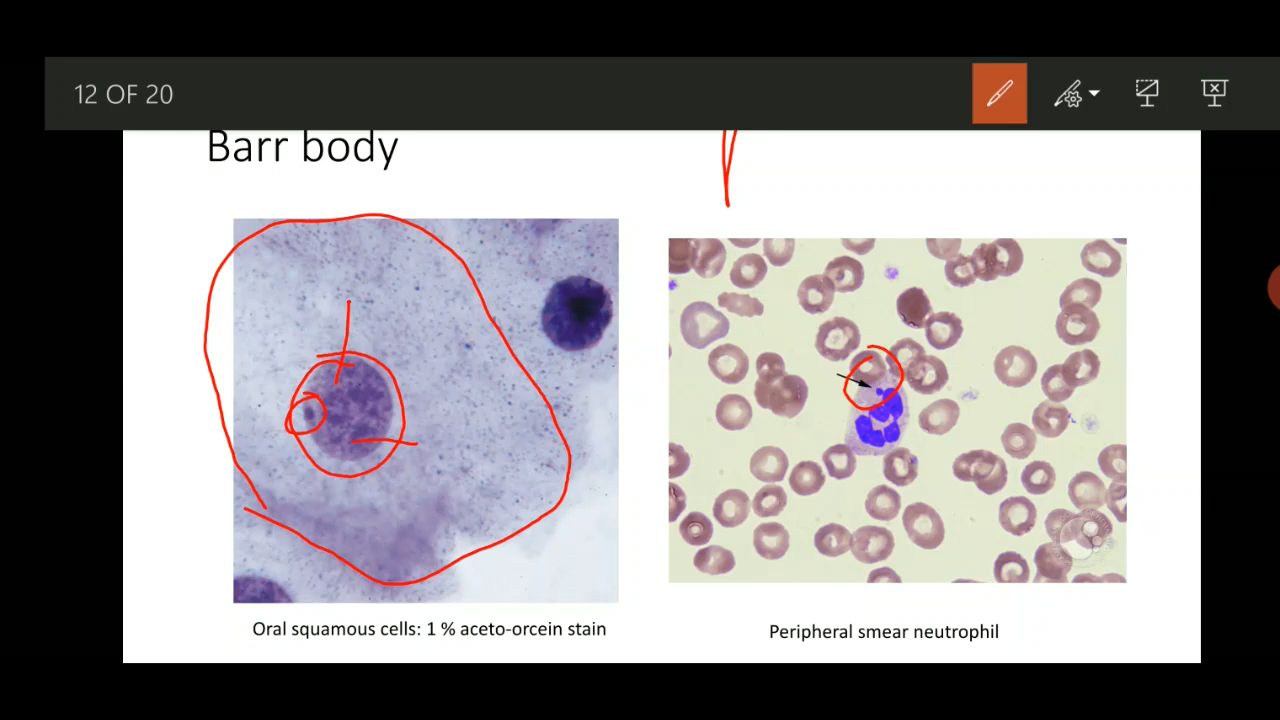 12 OF 20
Barr body
Oral squamous cells: 1 % aceto-orcein stain
Peripheral smear neutrophil